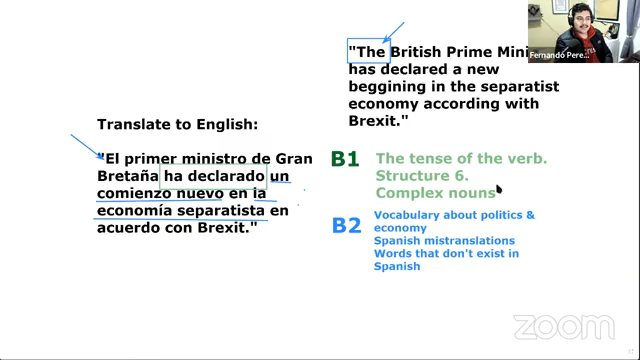 Translate to English:
"El primer ministro de Gran
Bretaña ha declarado un
comienzo nuevo en la
economía separatista en
acuerdo con Brexit."
"The British Prime Mini
has declared a new
beggining in the separatist
economy according with
Brexit."
B1
The tense of the verb.
Structure 6.
Complex nouns
B2
Vocabulary about politics &
economy
Spanish mistranslations
Words that don't exist in
Spanish
Fernando Pere...
zoom